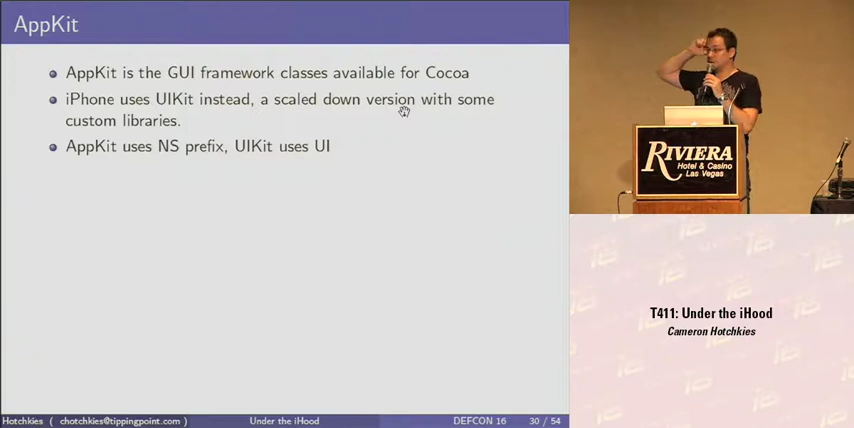 AppKit
AppKit is the GUI framework classes available for Cocoa
iPhone uses UIKit instead, a scaled down version with some
custom libraries.
AppKit uses NS prefix, UIKit uses UI
Hotchkies ( chotchkies@tippingpoint.com )
Under the iHood
DEFCON 16
30 / 54
RIVIERA
Hotel & Casino
Las Vegas
T411: Under the iHood
Cameron Hotchkies